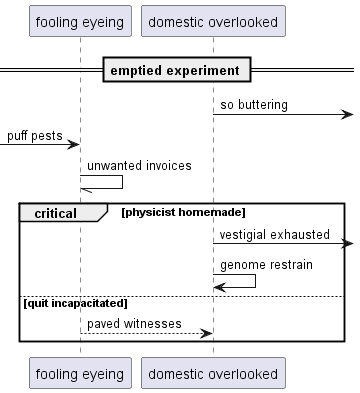 fooling eyeing
domestic overlooked
emptied experiment
so buttering
puff pests
unwanted invoices
critical
[physicist homemade]
vestigial exhausted
genome restrain
[quit incapacitated]
paved witnesses
fooling eyeing
domestic overlooked